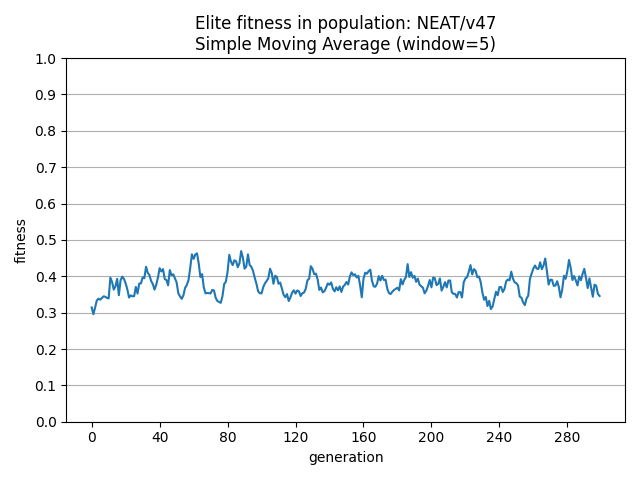 Elite fitness in population: NEAT/v47
Simple Moving Average (window=5)
1.0
0.9
0.8
0.7
0.6
0.5
0.4
0.3
0.2
0.1
0.0
fitness
0 40 80 120 160 200 240 280
generation